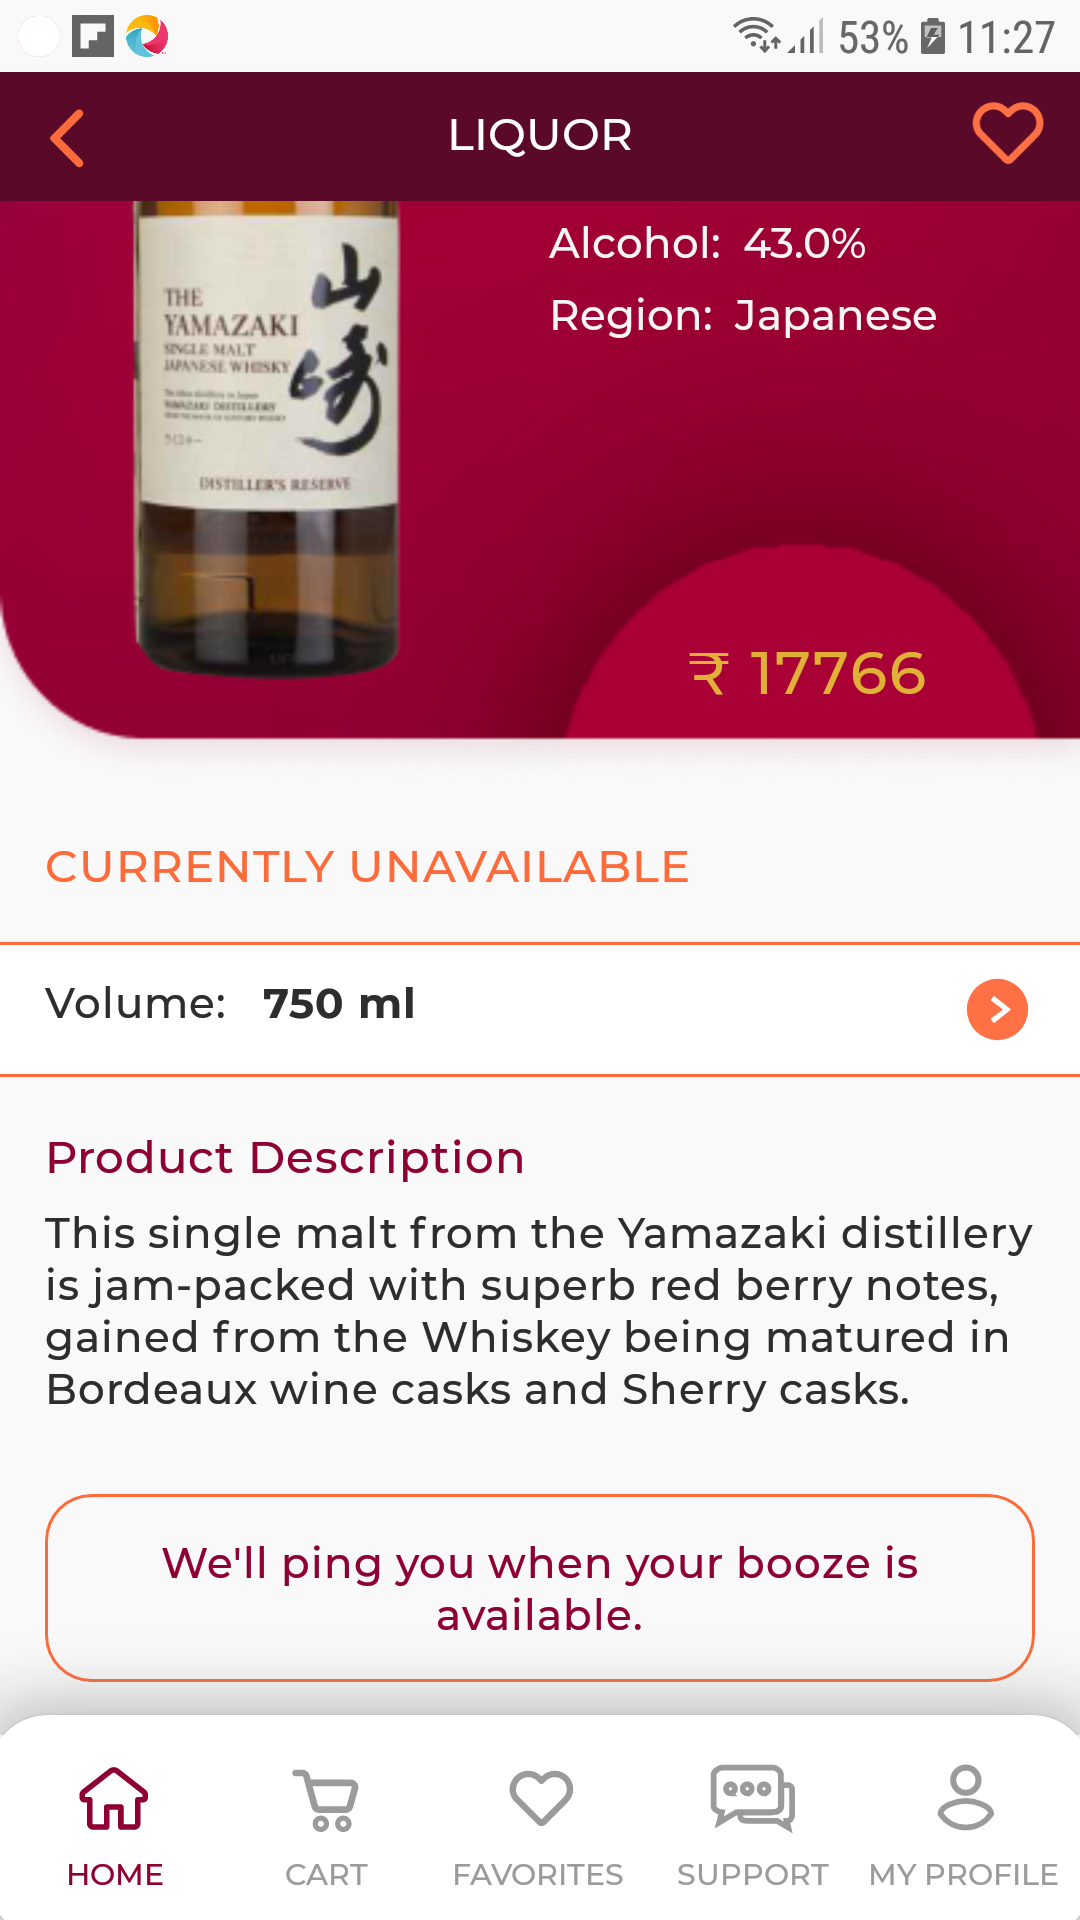 53% 11:27
LIQUOR
Alcohol: 43.0%
Region: Japanese
THE
YAMAZAKI
SINGLE MALT
JAPANESE WHISKY
山崎
YAMAZAKI DISTILLERY
DISTILLER'S RESERVE
₹ 17766
CURRENTLY UNAVAILABLE
Volume: 750 ml
Product Description
This single malt from the Yamazaki distillery
is jam-packed with superb red berry notes,
gained from the Whiskey being matured in
Bordeaux wine casks and Sherry casks.
We'll ping you when your booze is
available.
HOME
CART
FAVORITES
SUPPORT
MY PROFILE